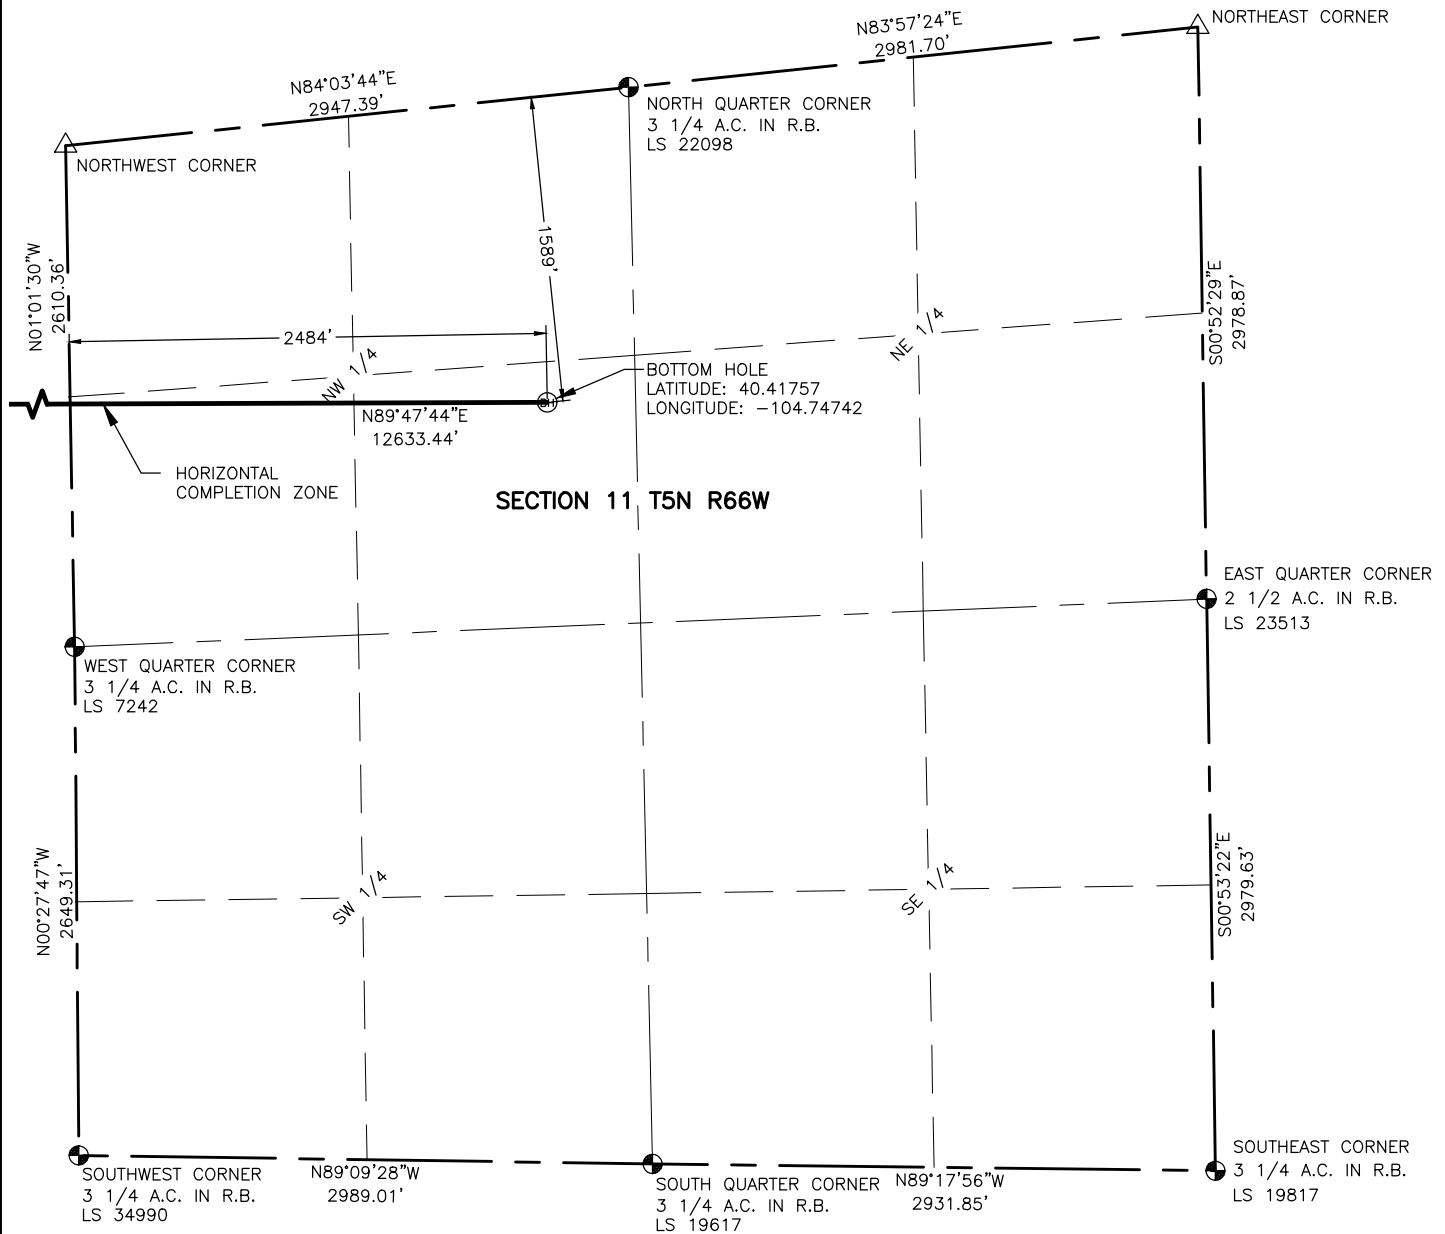 N83°57'24"E
2981.70'
NORTHEAST CORNER
N84°03'44"E
2947.39'
NORTH QUARTER CORNER
3 1/4 A.C. IN R.B.
LS 22098
NORTHWEST CORNER
N01°01'30"W
2610.36'
1589'
2484'
NW 1/4
NE 1/4
S00°52'29"E
2978.87'
BOTTOM HOLE
LATITUDE: 40.41757
LONGITUDE: -104.74742
BH
N89°47'44"E
12633.44'
HORIZONTAL
COMPLETION ZONE
SECTION 11 T5N R66W
EAST QUARTER CORNER
2 1/2 A.C. IN R.B.
LS 23513
WEST QUARTER CORNER
3 1/4 A.C. IN R.B.
LS 7242
N00°27'47"W
2649.31'
SW 1/4
SE 1/4
S00°53'22"E
2979.63'
SOUTHWEST CORNER
3 1/4 A.C. IN R.B.
LS 34990
N89°09'28"W
2989.01'
SOUTH QUARTER CORNER
3 1/4 A.C. IN R.B.
LS 19617
N89°17'56"W
2931.85'
SOUTHEAST CORNER
3 1/4 A.C. IN R.B.
LS 19817